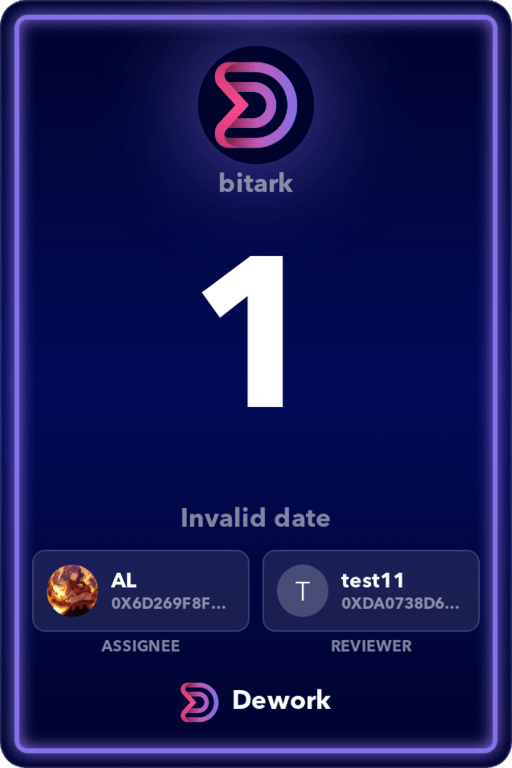 bitark
1
Invalid date
AL
0X6D269F8F...
ASSIGNEE
T
test11
0XDA0738D6...
REVIEWER
Dework